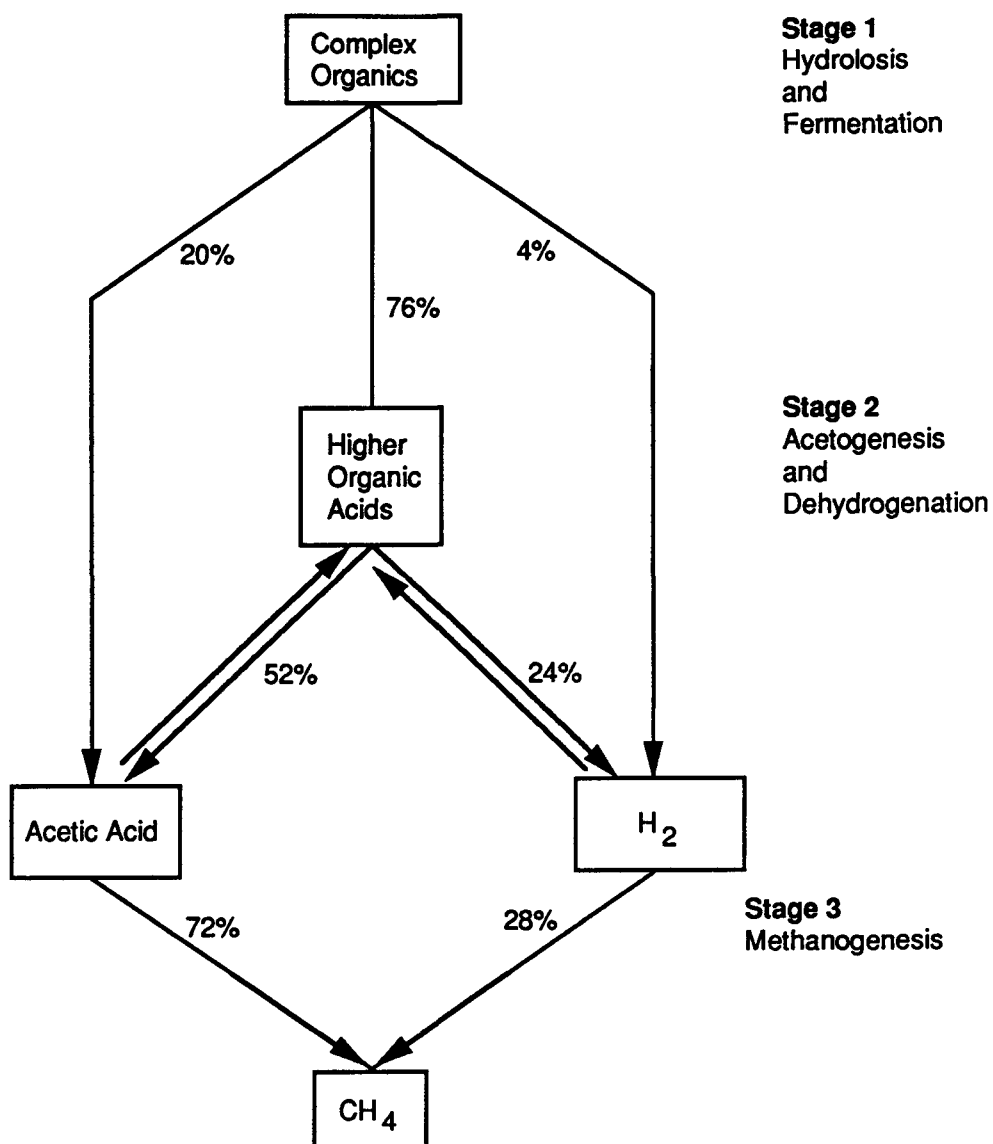 Complex
Organics
Stage 1
Hydrolosis
and
Fermentation
20%
4%
76%
Stage 2
Acetogenesis
and
Dehydrogenation
Higher
Organic
Acids
52%
24%
Acetic Acid
H2
72%
28%
Stage 3
Methanogenesis
CH4